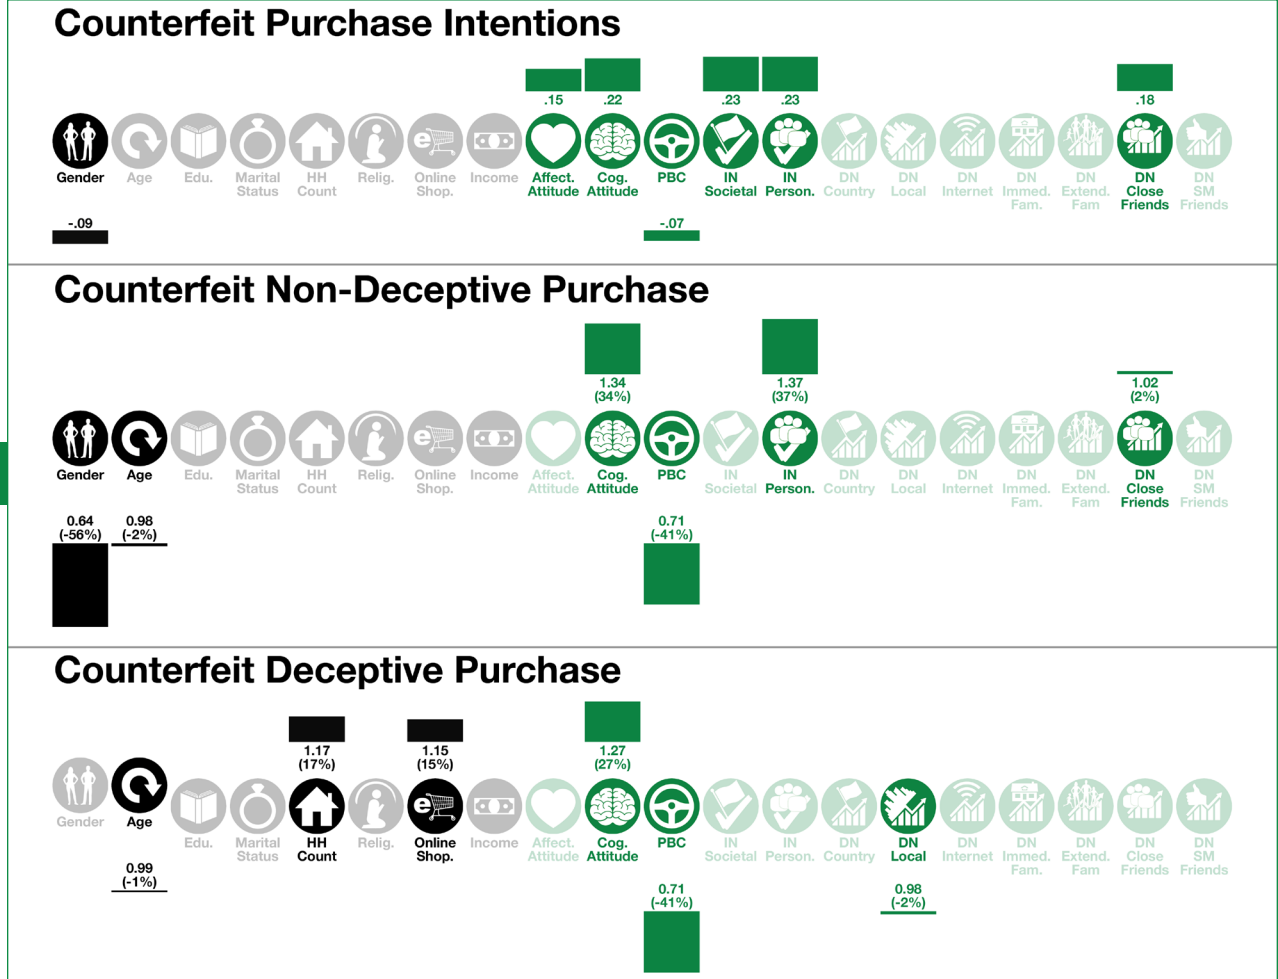 Counterfeit Purchase Intentions
.15 .22 .23 .23 .18
Gender Age Edu. Marital HH Relig. Online Income Affect. Cog. PBC IN IN DN DN DN DN DN DN DN
Status Count Shop. Attitude Attitude Societal Person. Country Local Internet Immed. Extend. Close SM
Fam. Fam Friends Friends
-.09 -.07
Counterfeit Non-Deceptive Purchase
1.34 1.37 1.02
(34%) (37%) (2%)
e
Gender Age Edu. Marital HH Relig. Online Income Affect. Cog. PBC IN IN DN DN DN DN DN DN DN
Status Count Shop. Attitude Attitude Societal Person. Country Local Internet Immed. Extend. Close SM
Fam. Fam Friends Friends
0.64 0.98 0.71
(-56%) (-2%) (-41%)
Counterfeit Deceptive Purchase
1.17 1.15 1.27
(17%) (15%) (27%)
e
Gender Age Edu. Marital HH Relig. Online Income Affect. Cog. PBC IN IN DN DN DN DN DN DN DN
Status Count Shop. Attitude Attitude Societal Person. Country Local Internet Immed. Extend. Close SM
Fam. Fam Friends Friends
0.99 0.71 0.98
(-1%) (-41%) (-2%)